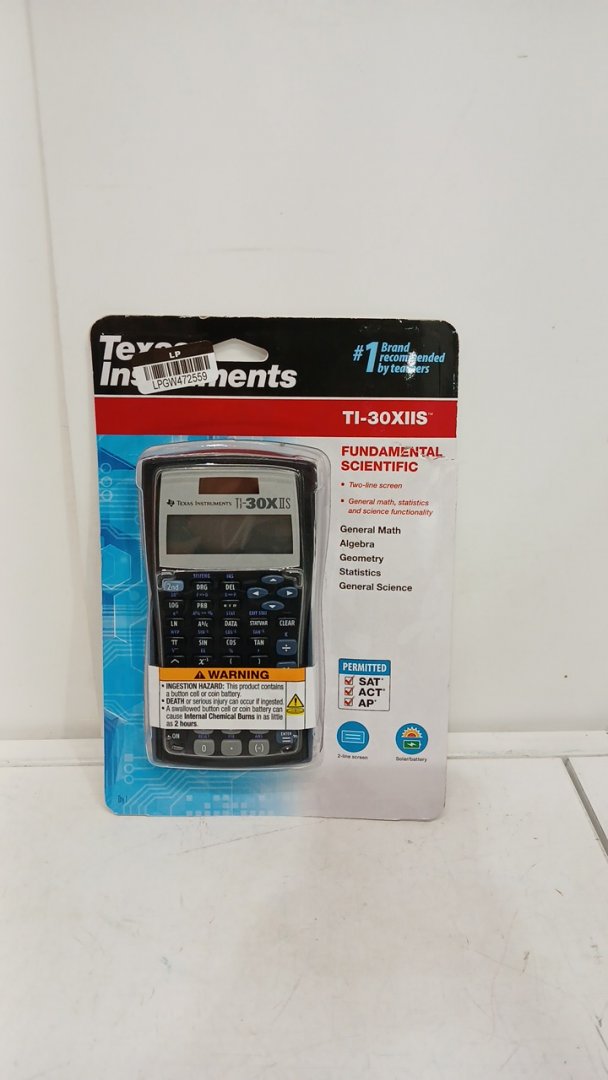 Texas
LP
LPGW472559
Instruments
#1 Brand
recommended
by teachers
TI-30XIIS™
FUNDAMENTAL
SCIENTIFIC
• Two-line screen
• General math, statistics
and science functionality
General Math
Algebra
Geometry
Statistics
General Science
TEXAS INSTRUMENTS TI-30XIIS
2nd DRG DEL
LOG PRB
LN DATA STATVAR CLEAR
π SIN COS TAN ÷
^ ( )
⚠ WARNING
• INGESTION HAZARD: This product contains
a button cell or coin battery.
• DEATH or serious injury can occur if ingested.
• A swallowed button cell or coin battery can
cause Internal Chemical Burns in as little
as 2 hours.
ON ENTER
0 . (-) =
PERMITTED
SAT*
ACT*
AP*
2-line screen
Solar/battery